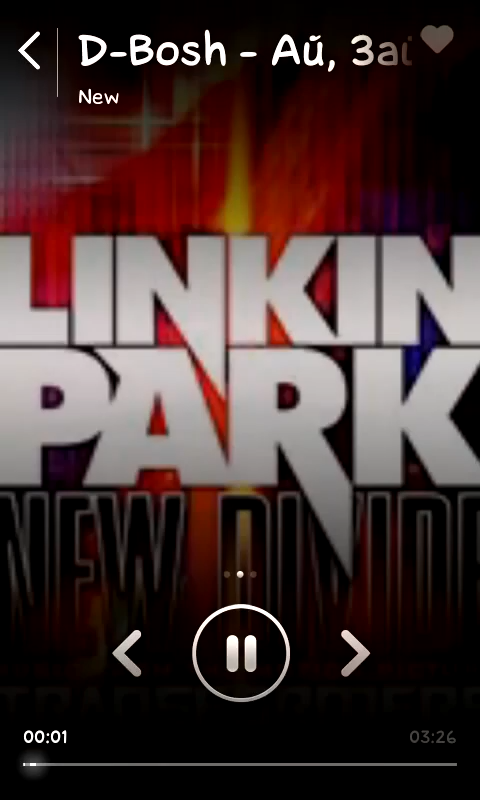 D-Bosh - Ай, Зай
New
LINKIN
PARK
NEW DIVIDE
00:01
03:26